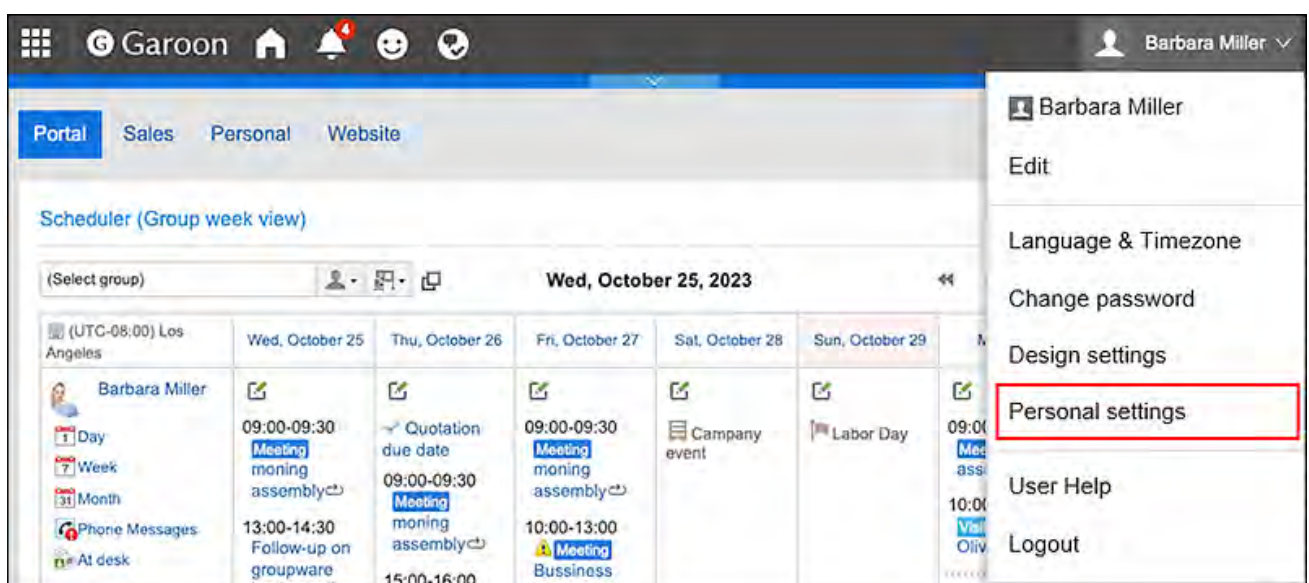 G Garoon 4 Barbara Miller
Portal Sales Personal Website
Scheduler (Group week view)
(Select group) Wed, October 25, 2023
(UTC-08:00) Los
Angeles
Wed, October 25
Thu, October 26
Fri, October 27
Sat, October 28
Sun, October 29
Barbara Miller
1 Day
7 Week
31 Month
Phone Messages
At desk
09:00-09:30
Meeting
moning
assembly
13:00-14:30
Follow-up on
groupware
Quotation
due date
09:00-09:30
Meeting
moning
assembly
15:00-16:00
09:00-09:30
Meeting
moning
assembly
10:00-13:00
Meeting
Bussiness
Campany
event
Labor Day
Barbara Miller
Edit
Language & Timezone
Change password
Design settings
Personal settings
User Help
Logout